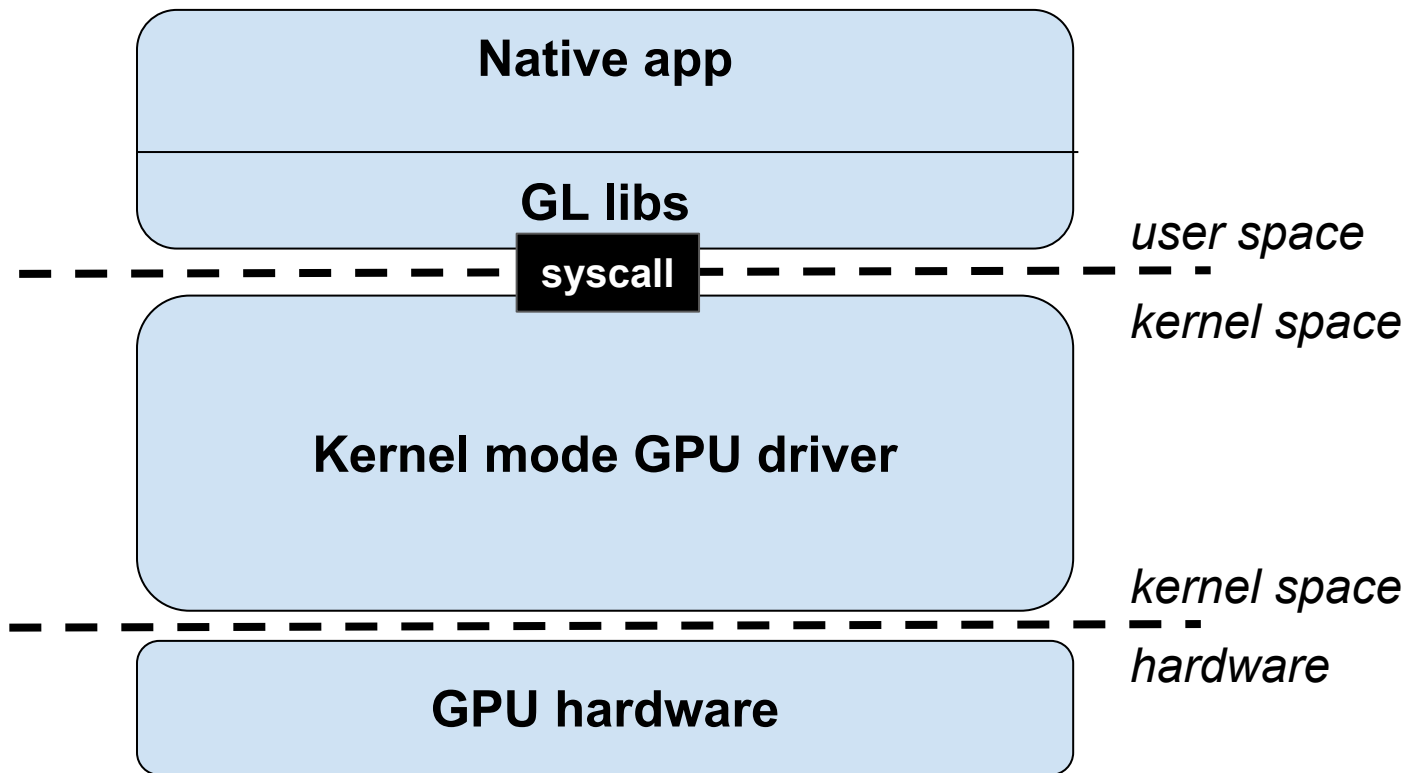 Native app
GL libs
user space
syscall
kernel space
Kernel mode GPU driver
kernel space
hardware
GPU hardware